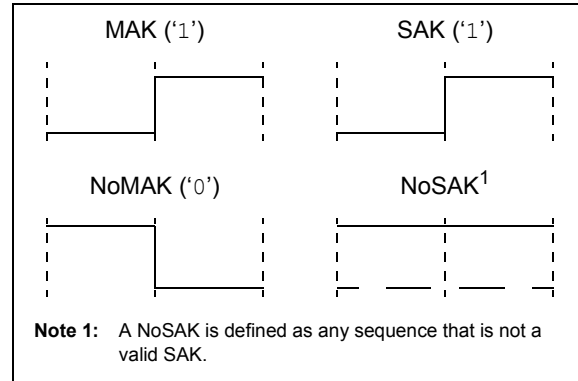 MAK (‘1’) SAK (‘1’)
NoMAK (‘0’) NoSAK1
Note 1: A NoSAK is defined as any sequence that is not a
valid SAK.